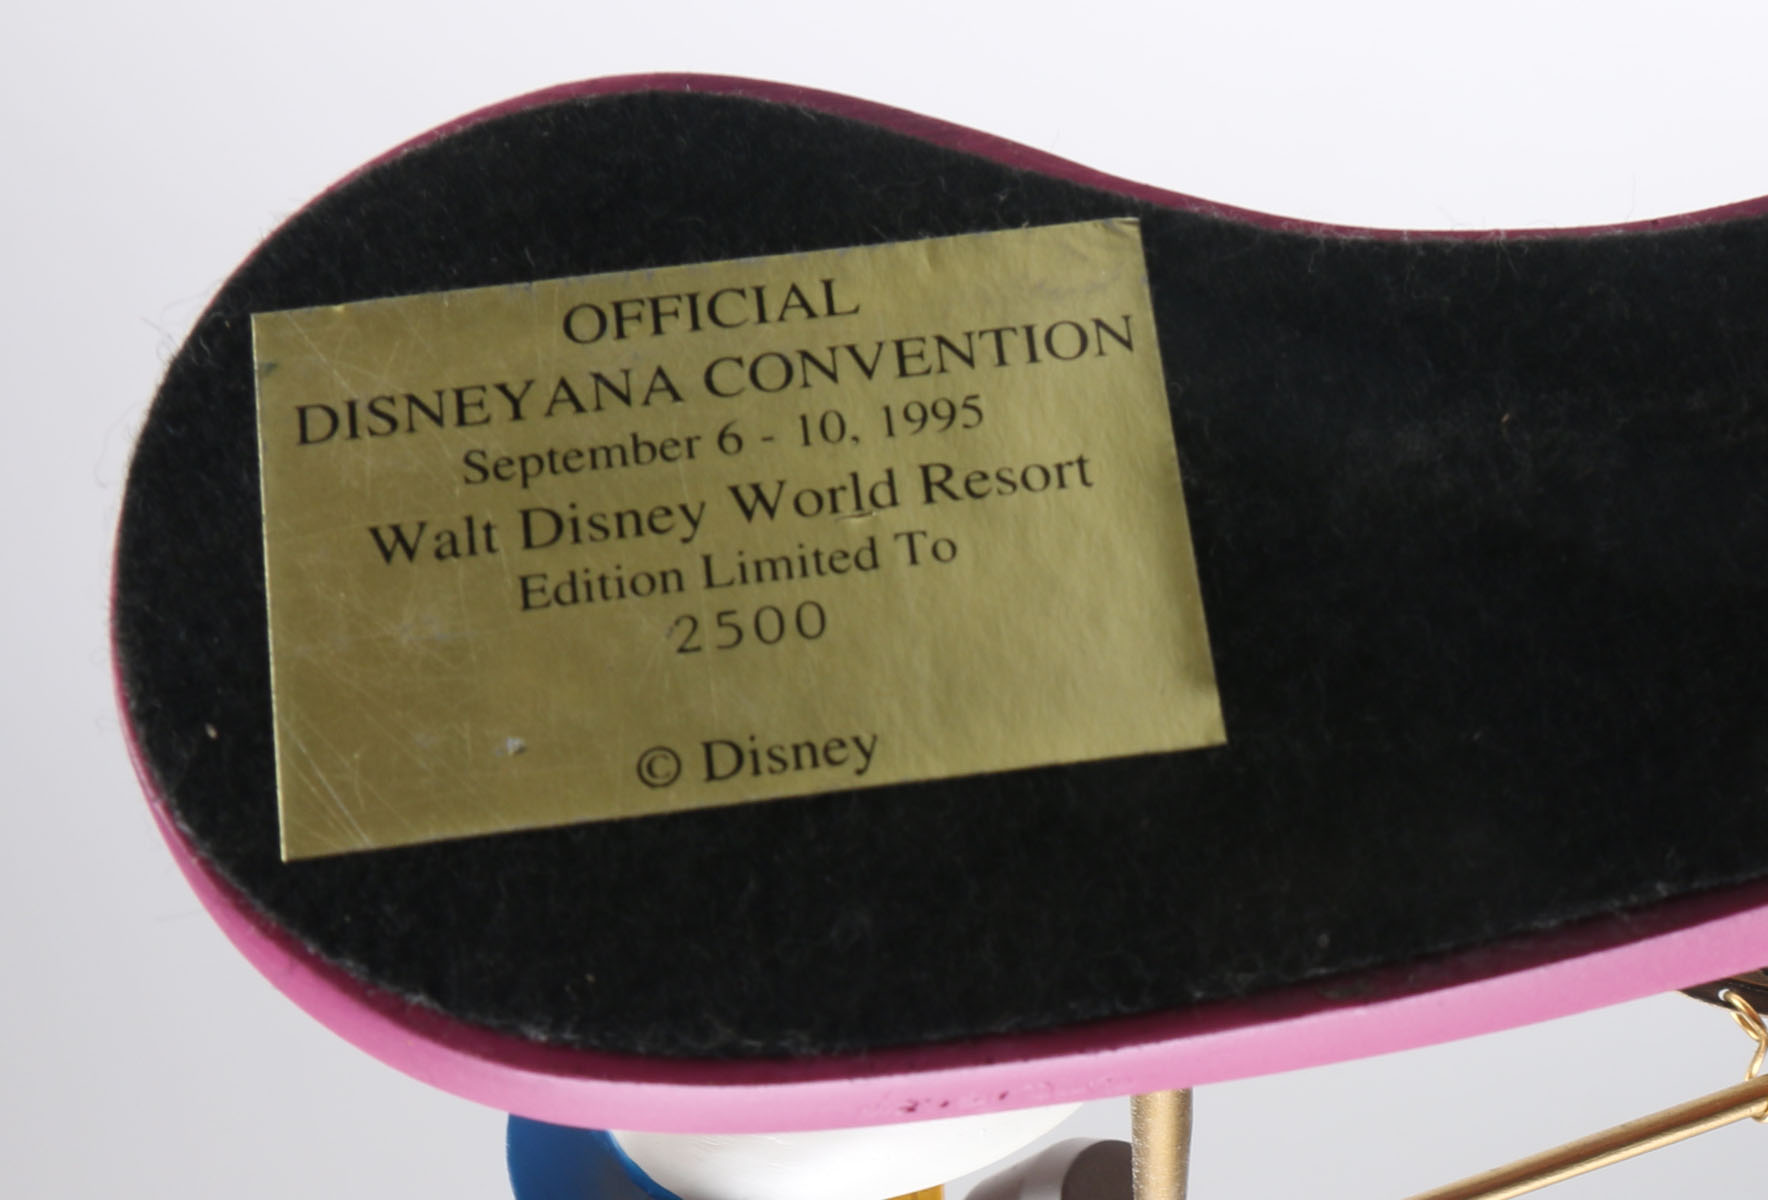 OFFICIAL
DISNEYANA CONVENTION
September 6 - 10, 1995
Walt Disney World Resort
Edition Limited To
2500
© Disney